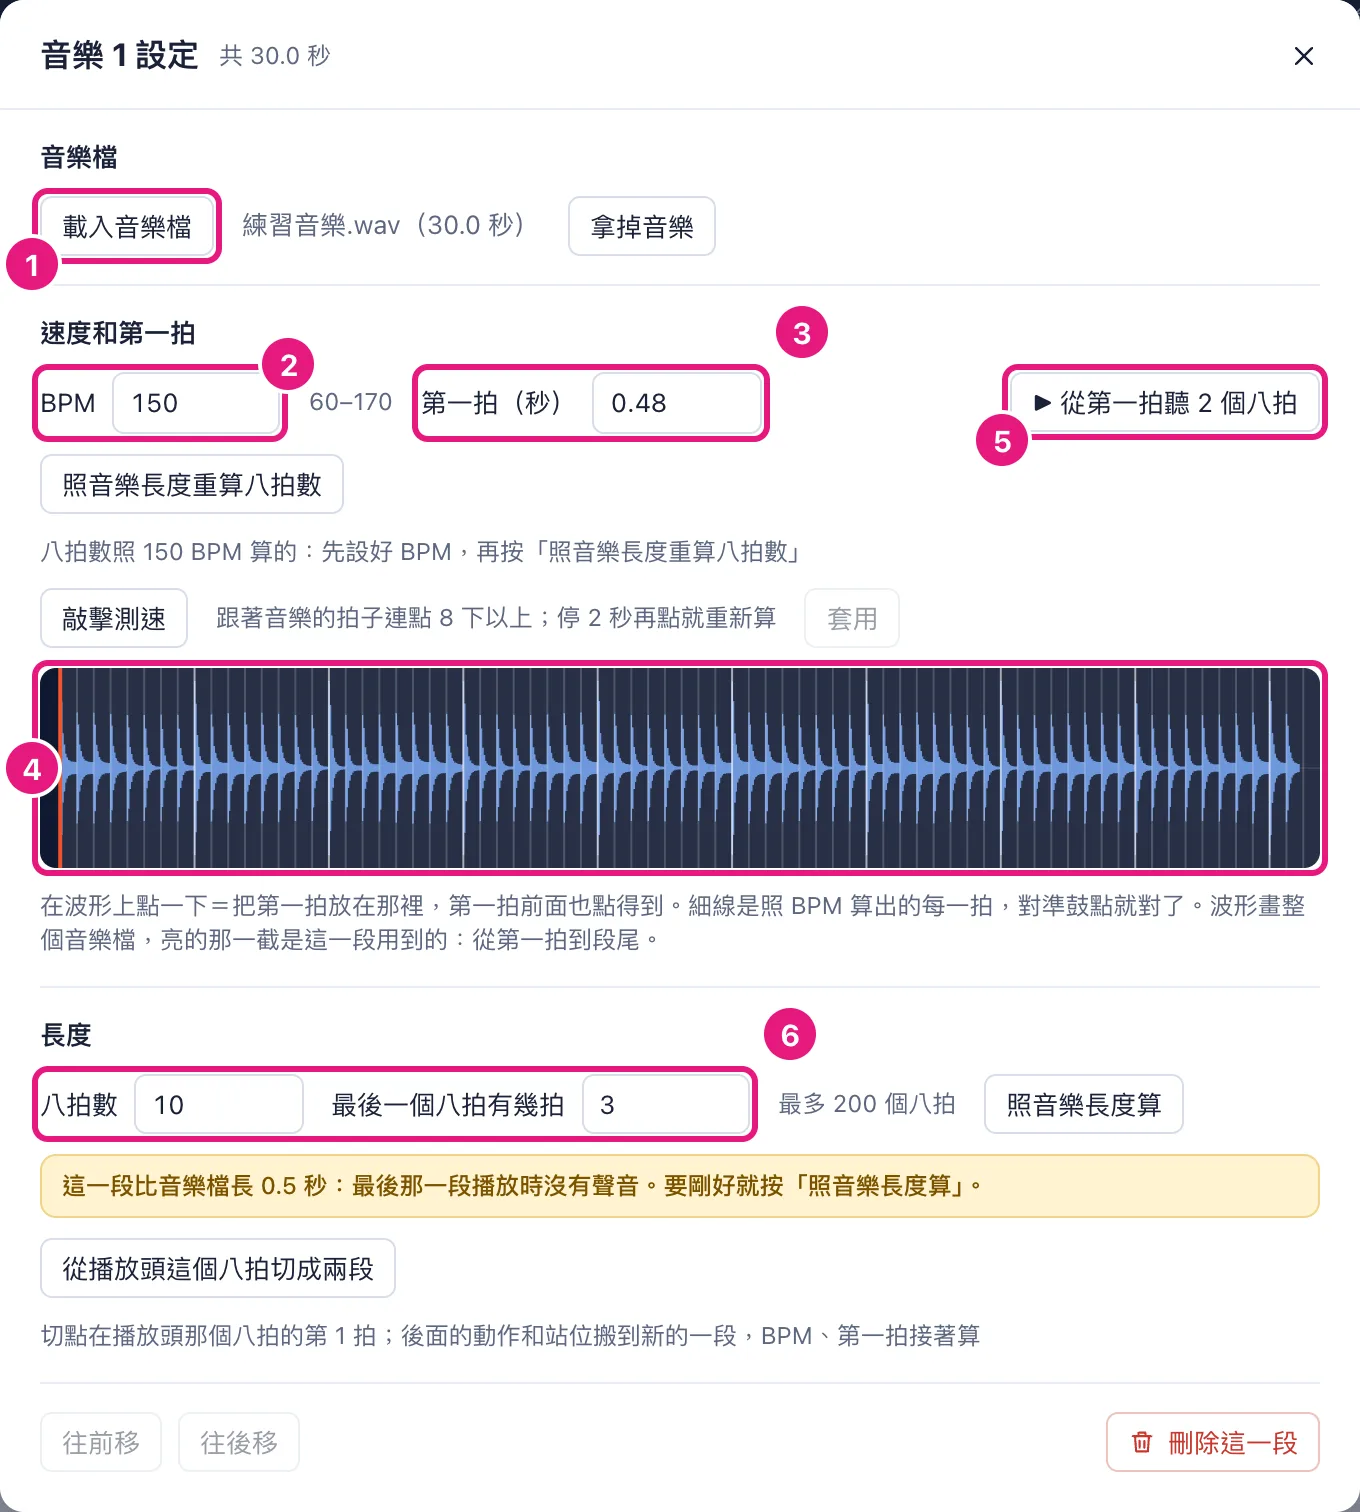 音樂 1 設定 共 30.0 秒
音樂檔
載入音樂檔 練習音樂.wav（30.0 秒） 拿掉音樂
1
速度和第一拍 3
2
BPM 150 60–170 第一拍（秒） 0.48 ▶ 從第一拍聽 2 個八拍
5
照音樂長度重算八拍數
八拍數照 150 BPM 算的：先設好 BPM，再按「照音樂長度重算八拍數」
敲擊測速 跟著音樂的拍子連點 8 下以上；停 2 秒再點就重新算 套用
4
在波形上點一下＝把第一拍放在那裡，第一拍前面也點得到。細線是照 BPM 算出的每一拍，對準鼓點就對了。波形畫整
個音樂檔，亮的那一截是這一段用到的：從第一拍到段尾。
長度 6
八拍數 10 最後一個八拍有幾拍 3 最多 200 個八拍 照音樂長度算
這一段比音樂檔長 0.5 秒：最後那一段播放時沒有聲音。要剛好就按「照音樂長度算」。
從播放頭這個八拍切成兩段
切點在播放頭那個八拍的第 1 拍；後面的動作和站位搬到新的一段，BPM、第一拍接著算
往前移 往後移 刪除這一段